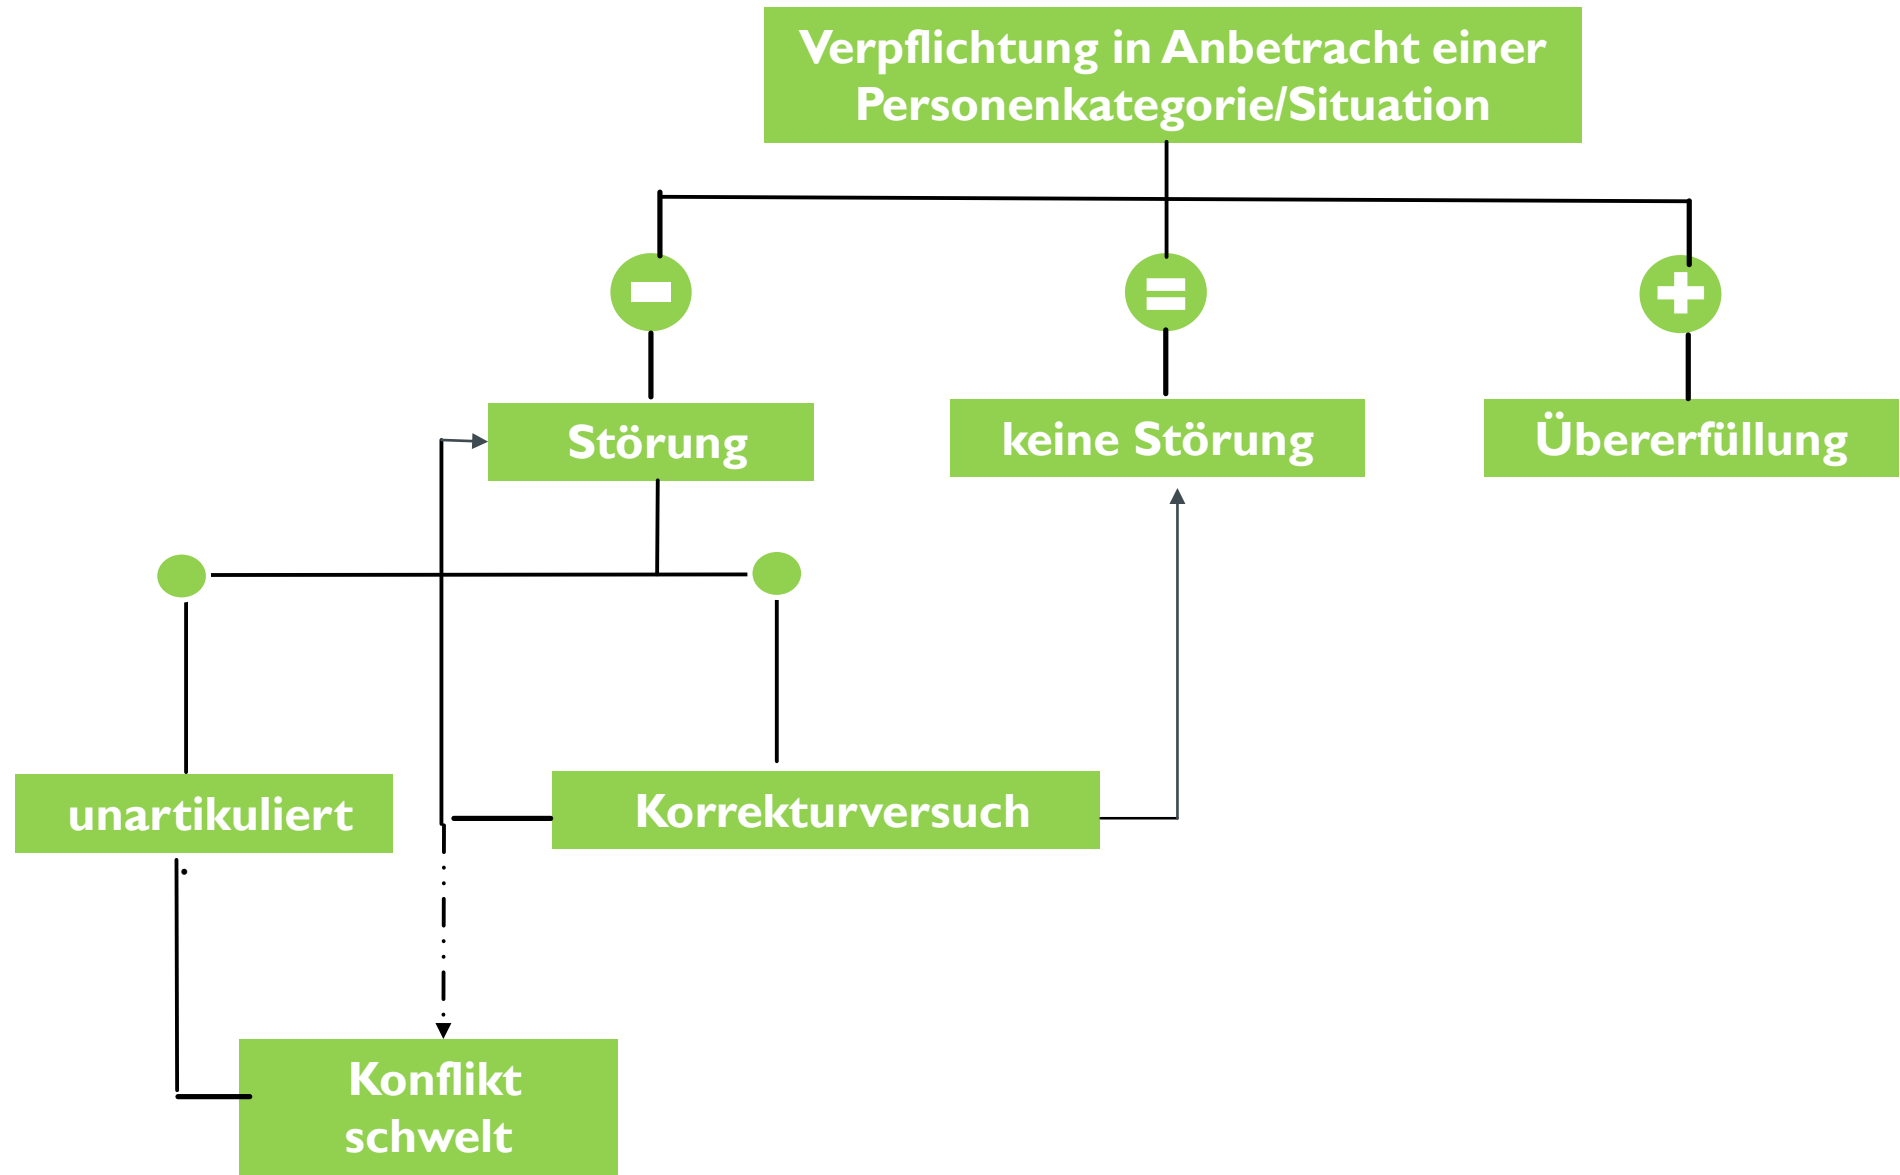 Verpflichtung in Anbetracht einer
Personenkategorie/Situation
Störung
keine Störung
Übererfüllung
unartikuliert
Korrekturversuch
Konflikt
schwelt